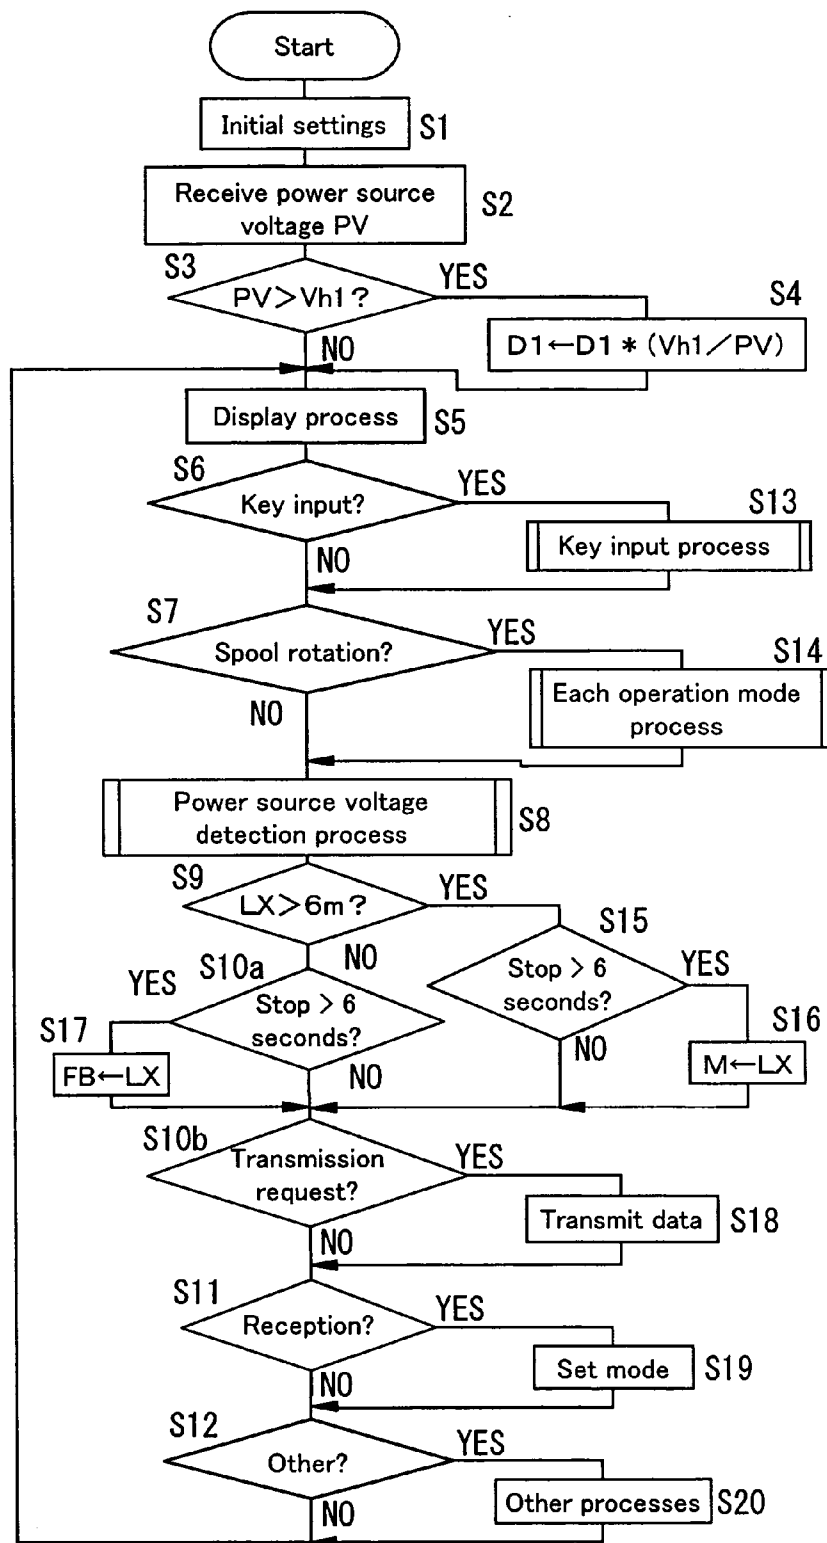 Start
Initial settings
S1
Receive power source
voltage PV
S2
S3
PV>Vh1?
YES
S4
D1←D1*(Vh1/PV)
NO
Display process
S5
S6
Key input?
YES
S13
Key input process
NO
S7
Spool rotation?
YES
S14
Each operation mode
process
NO
Power source voltage
detection process
S8
S9
LX>6m?
YES
S15
NO
S10a
YES
Stop > 6
seconds?
Stop > 6
seconds?
YES
S17
S16
FB←LX
NO
NO
M←LX
S10b
Transmission
request?
YES
Transmit data
S18
NO
S11
Reception?
YES
Set mode
S19
NO
S12
Other?
YES
Other processes
S20
NO